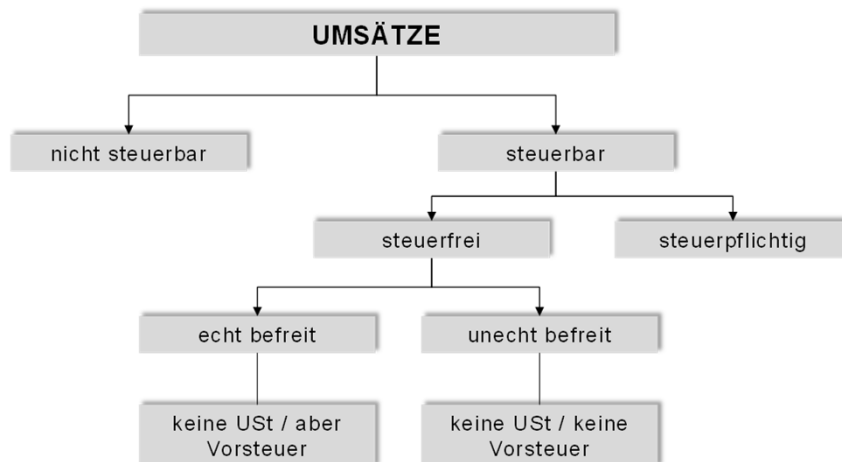 UMSÄTZE
nicht steuerbar
steuerbar
steuerfrei
steuerpflichtig
echt befreit
unecht befreit
keine USt / aber
Vorsteuer
keine USt / keine
Vorsteuer